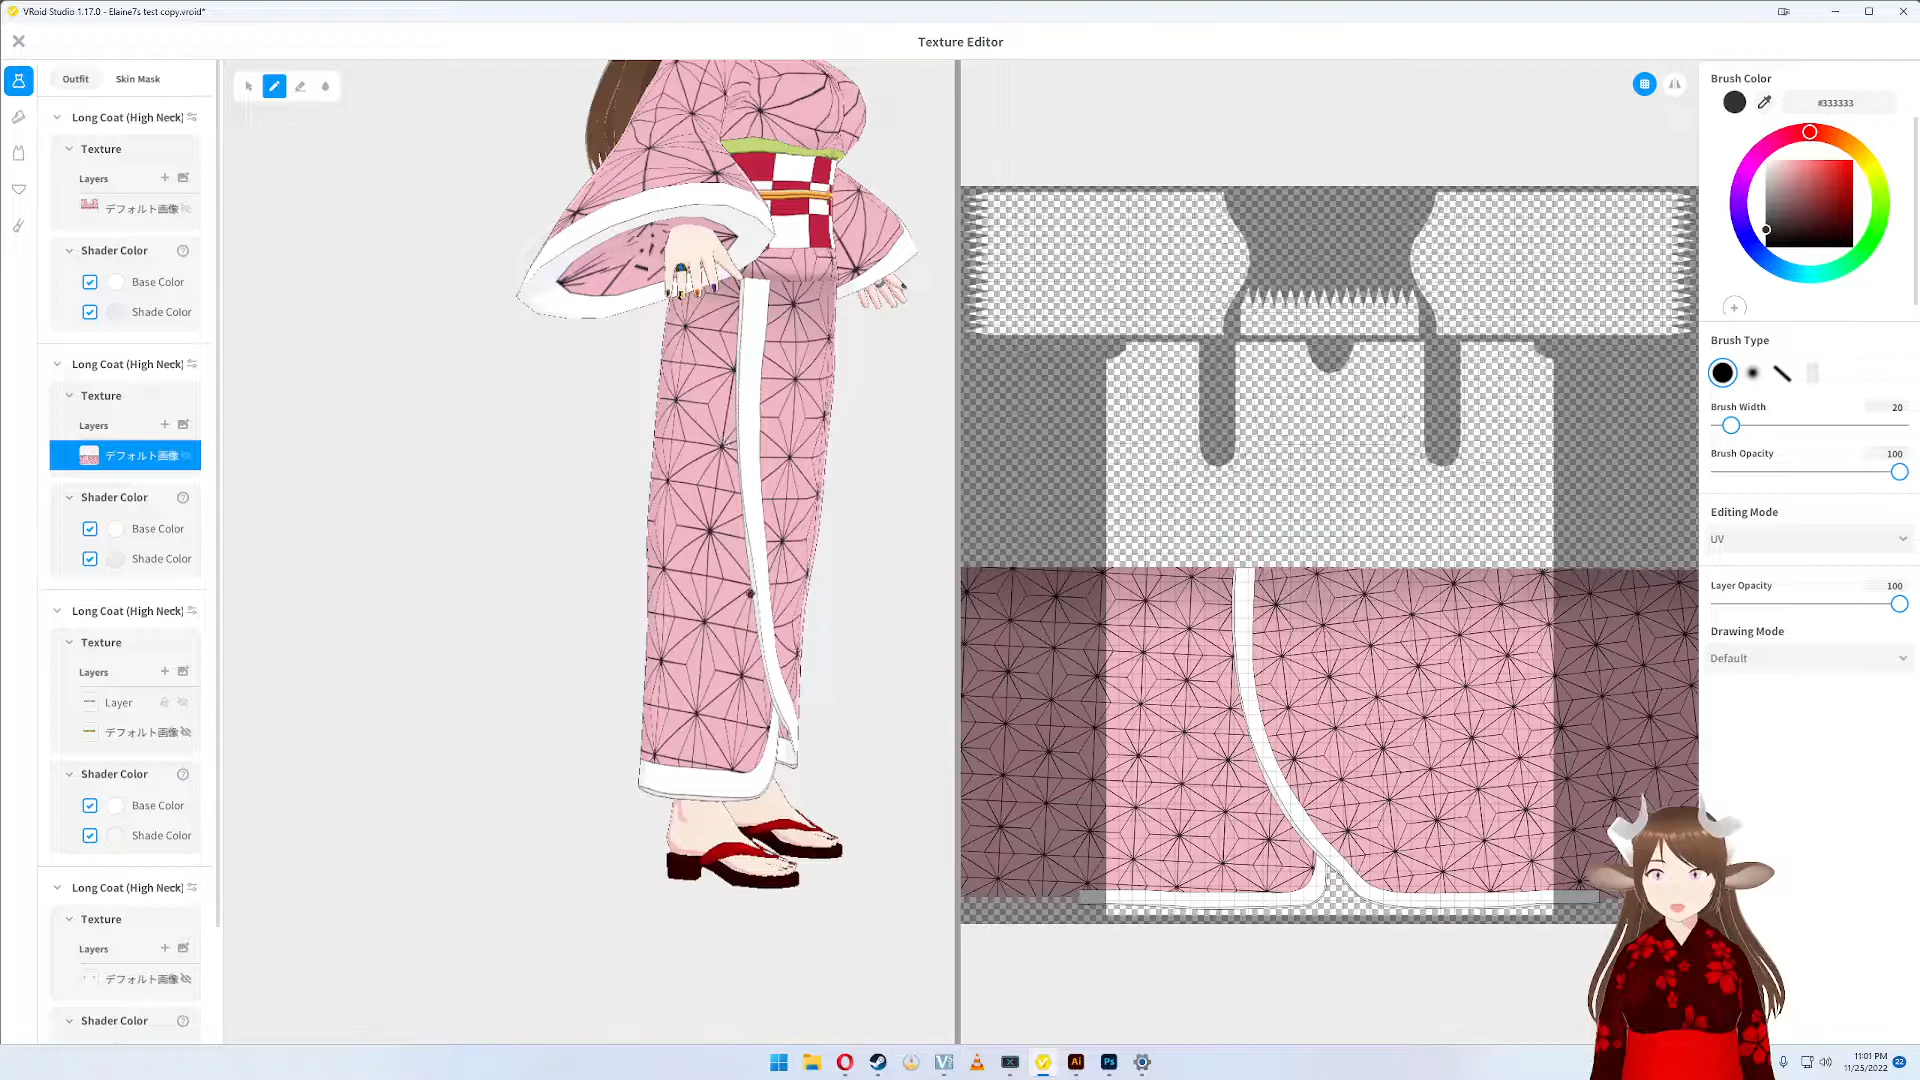 VRoid Studio 1.17.0 - Elaine7s test copy.vroid*
Texture Editor
Outfit
Skin Mask
Long Coat (High Neck)
Texture
Layers
デフォルト画像
Shader Color
Base Color
Shade Color
Long Coat (High Neck)
Texture
Layers
デフォルト画像
Shader Color
Base Color
Shade Color
Long Coat (High Neck)
Texture
Layers
Layer
デフォルト画像
Shader Color
Base Color
Shade Color
Long Coat (High Neck)
Texture
Layers
デフォルト画像
Shader Color
Brush Color
#333333
Brush Type
Brush Width
20
Brush Opacity
100
Editing Mode
UV
Layer Opacity
100
Drawing Mode
Default
Ai
Ps
11:01 PM
11/25/2022
22